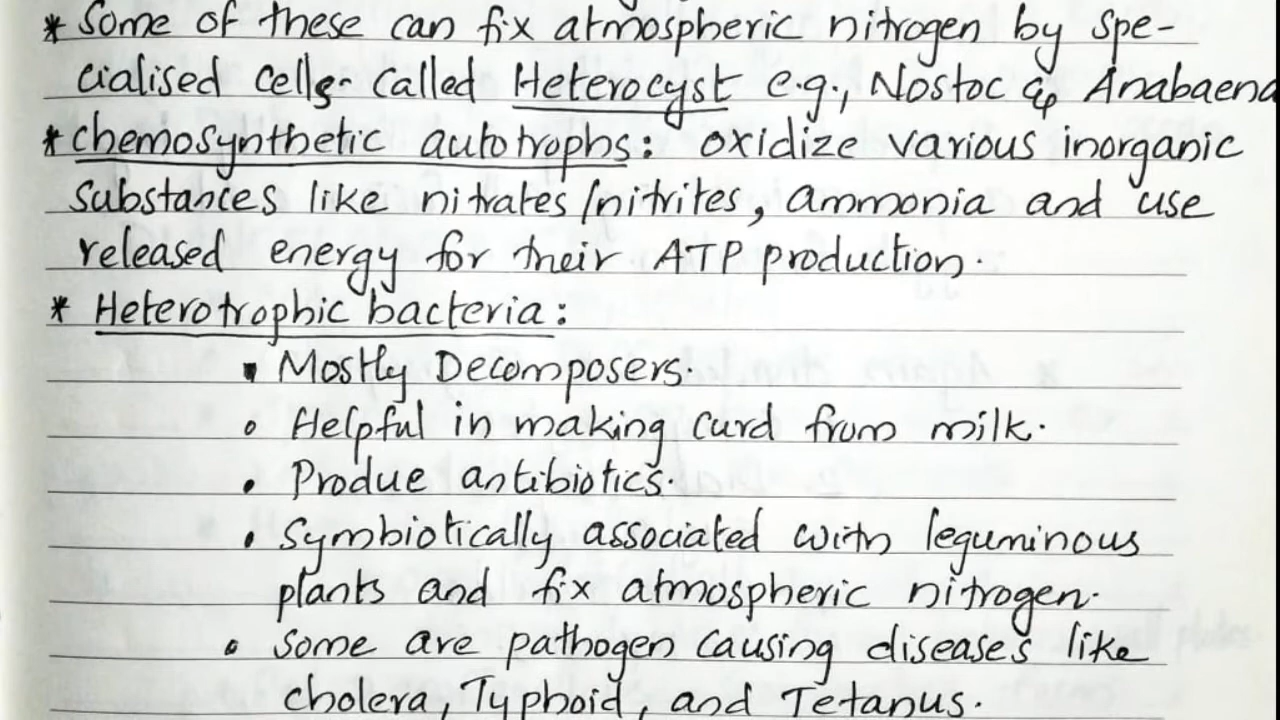 * Some of these can fix atmospheric nitrogen by spe-
cialised cells called Heterocyst e.g., Nostoc & Anabaena
* chemosynthetic autotrophs: oxidize various inorganic
substances like nitrates/nitrites, ammonia and use
released energy for their ATP production.
* Heterotrophic bacteria:
• Mostly Decomposers.
• Helpful in making curd from milk.
• Produe antibiotics.
• Symbiotically associated with leguminous
plants and fix atmospheric nitrogen.
• some are pathogen causing diseases like
cholera, Typhoid, and Tetanus.